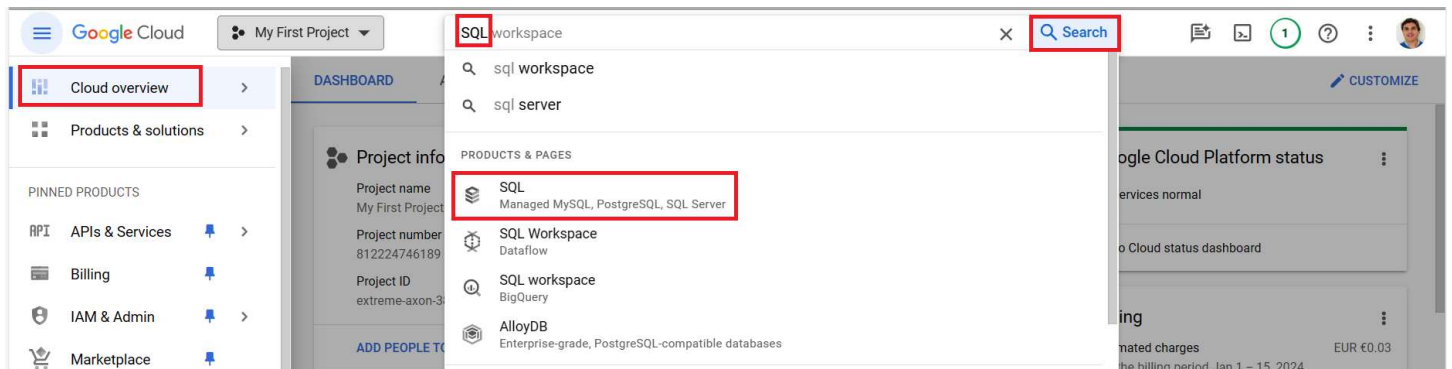 Google Cloud
My First Project
SQL workspace
Search
1
Cloud overview
Products & solutions
PINNED PRODUCTS
API APIs & Services
Billing
IAM & Admin
Marketplace
DASHBOARD
CUSTOMIZE
sql workspace
sql server
PRODUCTS & PAGES
SQL
Managed MySQL, PostgreSQL, SQL Server
SQL Workspace
Dataflow
SQL workspace
BigQuery
AlloyDB
Enterprise-grade, PostgreSQL-compatible databases
Project info
Project name
My First Project
Project number
812224746189
Project ID
extreme-axon-3
ADD PEOPLE TO
ogle Cloud Platform status
ervices normal
o Cloud status dashboard
ing
mated charges
EUR €0.03
the billing period Jan 1 – 15, 2024